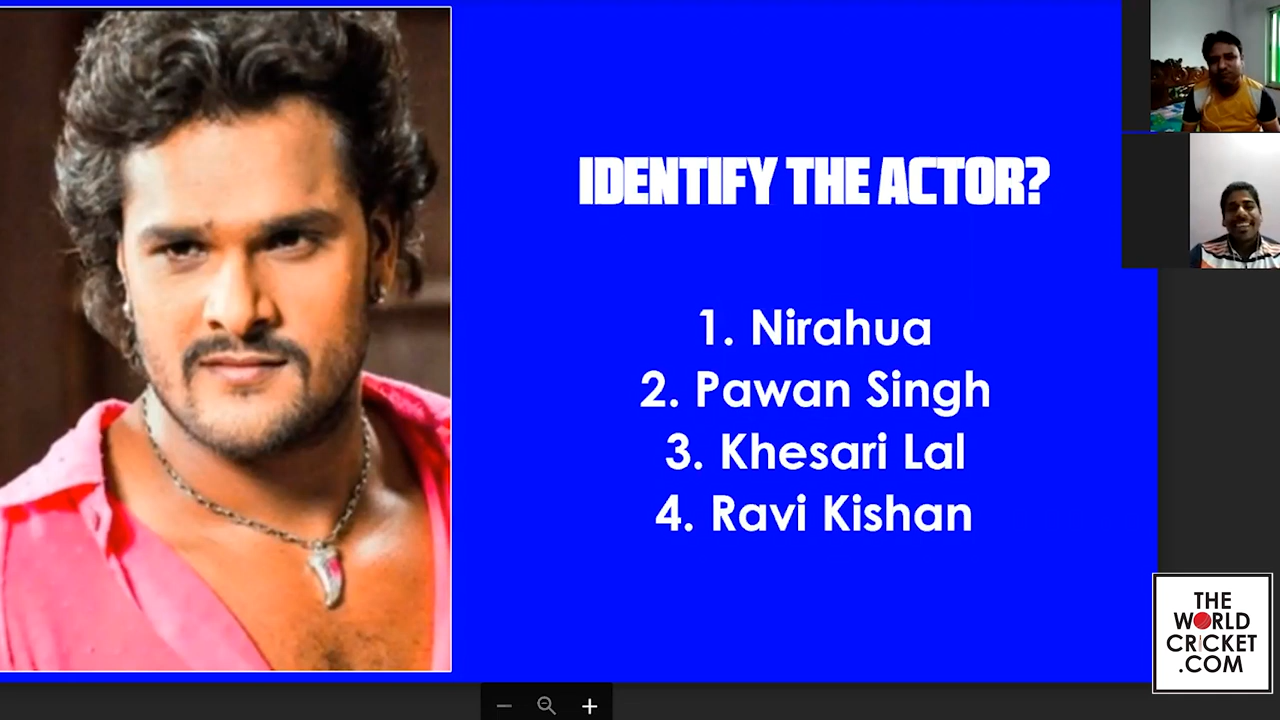 IDENTIFY THE ACTOR?
1. Nirahua
2. Pawan Singh
3. Khesari Lal
4. Ravi Kishan
THE
WORLD
CRICKET
.COM